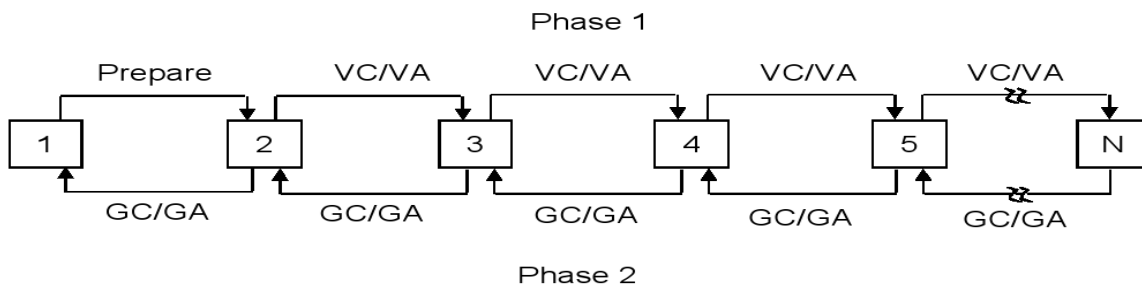 Phase 1
Prepare VC/VA VC/VA VC/VA VC/VA
1 2 3 4 5 N
GC/GA GC/GA GC/GA GC/GA GC/GA
Phase 2